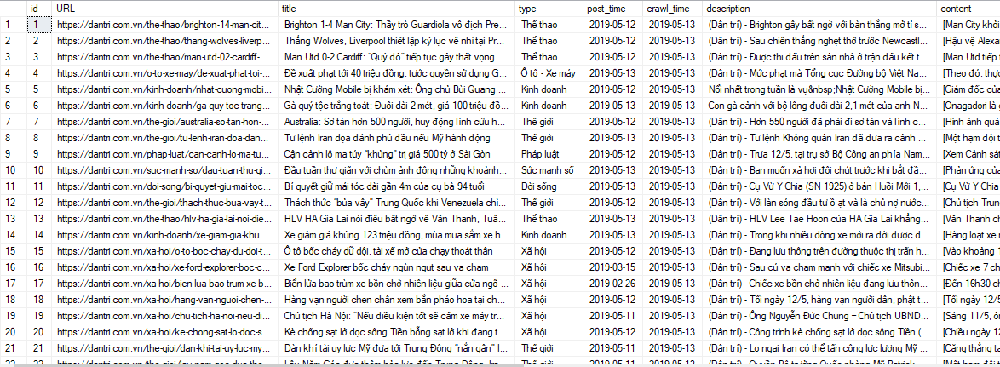 id URL title type post_time crawl_time description content
1 1 https://dantri.com.vn/the-thao/brighton-14-man-cit... Brighton 1-4 Man City: Thầy trò Guardiola vô địch Pre... Thể thao 2019-05-12 2019-05-13 (Dân trí) - Brighton gây bất ngờ với bàn thắng mở tỉ s... [Man City khởi
2 2 https://dantri.com.vn/the-thao/thang-wolves-liverp... Thắng Wolves, Liverpool thiết lập kỷ lục về nhì tại Pr... Thể thao 2019-05-12 2019-05-13 (Dân trí) - Sau chiến thắng nghẹt thở trước Newcastl... [Hậu vệ Alexa
3 3 https://dantri.com.vn/the-thao/man-utd-02-cardiff-... Man Utd 0-2 Cardiff: "Quỷ đỏ" tiếp tục gây thất vọng Thể thao 2019-05-12 2019-05-13 (Dân trí) - Được thi đấu trên sân nhà ở trận đấu kết t... [Man Utd tiếp
4 4 https://dantri.com.vn/o-to-xe-may/de-xuat-phat-toi-... Đề xuất phạt tới 40 triệu đồng, tước quyền sử dụng G... Ô tô - Xe máy 2019-05-13 2019-05-13 (Dân trí) - Mức phạt mà Tổng cục Đường bộ Việt Na... [Theo đó, thực
5 5 https://dantri.com.vn/kinh-doanh/nhat-cuong-mobi... Nhật Cường Mobile bị khám xét: Ông chủ Bùi Quang ... Kinh doanh 2019-05-12 2019-05-13 Nổi nhất trong tuần là vụ&nbsp;Nhật Cường Mobile bị... [Giám đốc của
6 6 https://dantri.com.vn/kinh-doanh/ga-quy-toc-trang... Gà quý tộc trắng toát: Đuôi dài 2 mét, giá 100 triệu đồ... Kinh doanh 2019-05-13 2019-05-13 Con gà cảnh với bộ lông đuôi dài 2,1 mét của anh N... [Onagadori là g
7 7 https://dantri.com.vn/the-gioi/australia-so-tan-hon-... Australia: Sơ tán hơn 500 người, huy động lính cứu h... Thế giới 2019-05-13 2019-05-13 (Dân trí) - Hơn 550 người đã phải đi sơ tán và lính c... [Hình ảnh quả
8 8 https://dantri.com.vn/the-gioi/tu-lenh-iran-doa-dan... Tư lệnh Iran dọa đánh phủ đầu nếu Mỹ hành động Thế giới 2019-05-13 2019-05-13 (Dân trí) - Tư lệnh Không quân Iran đã đưa ra cảnh ... [Một hạm đội t
9 9 https://dantri.com.vn/phap-luat/can-canh-lo-ma-tu... Cận cảnh lô ma túy "khủng" trị giá 500 tỷ ở Sài Gòn Pháp luật 2019-05-12 2019-05-13 (Dân trí) - Trưa 12/5, tại trụ sở Bộ Công an phía Nam... [Xem Cảnh sát
10 10 https://dantri.com.vn/suc-manh-so/dau-tuan-thu-gi... Đầu tuần thư giãn với chùm ảnh động những khoảnh... Sức mạnh số 2019-05-13 2019-05-13 (Dân trí) - Bạn muốn xả hơi đôi chút trước khi bắt đầ... [Phản ứng của
11 11 https://dantri.com.vn/doi-song/bi-quyet-giu-mai-toc... Bí quyết giữ mái tóc dài gần 4m của cụ bà 94 tuổi Đời sống 2019-05-13 2019-05-13 (Dân trí) - Cụ Vừ Y Chia (SN 1925) ở bản Huồi Mới 1,... [Cụ Vừ Y Chia
12 12 https://dantri.com.vn/the-gioi/thach-thuc-bua-vay-t... Thách thức "bủa vây" Trung Quốc khi Venezuela chì... Thế giới 2019-05-12 2019-05-13 (Dân trí) - Với làn sóng đầu tư ồ ạt và là chủ nợ nước... [Chủ tịch Trung
13 13 https://dantri.com.vn/the-thao/hlv-ha-gia-lai-noi-die... HLV HA Gia Lai nói điều bất ngờ về Văn Thanh, Tuấ... Thể thao 2019-05-13 2019-05-13 (Dân trí) - HLV Lee Tae Hoon của HA Gia Lai khẳng... [Văn Thanh ch
14 14 https://dantri.com.vn/kinh-doanh/xe-giam-gia-khu... Xe giảm giá khủng 123 triệu đồng, mùa mua sắm xe h... Kinh doanh 2019-05-13 2019-05-13 (Dân trí) - Trong khi nhiều dòng xe mới ra đời được đ... [Hàng loạt xe
15 15 https://dantri.com.vn/xa-hoi/o-to-boc-chay-du-doi-t... Ô tô bốc cháy dữ dội, tài xế mở cửa chạy thoát thân Xã hội 2019-05-12 2019-05-13 (Dân trí) - Đang lưu thông trên đường thuộc thị trấn h... [Vào khoảng 1
16 16 https://dantri.com.vn/xa-hoi/xe-ford-explorer-boc-c... Xe Ford Explorer bốc cháy ngùn ngụt sau va chạm Xã hội 2019-03-15 2019-05-13 (Dân trí) - Sau cú va chạm mạnh với chiếc xe Mitsubi... [Chiếc xe 7 ch
17 17 https://dantri.com.vn/xa-hoi/bien-lua-bao-trum-xe-b... Biển lửa bao trùm xe bồn chở nhiên liệu giữa cửa ngõ ... Xã hội 2019-02-26 2019-05-13 (Dân trí) - Chiếc xe bồn chở nhiên liệu đang lưu thôn... [Đến 16h30 ch
18 18 https://dantri.com.vn/xa-hoi/hang-van-nguoi-chen-... Hàng vạn người chen chân xem bắn pháo hoa tại ch... Xã hội 2019-05-12 2019-05-13 (Dân trí) - Tối ngày 12/5, hàng vạn người dân, phật t... [Tối ngày 12/5
19 19 https://dantri.com.vn/xa-hoi/chu-tich-ha-noi-neu-di... Chủ tịch Hà Nội: "Nếu điều kiện tốt sẽ cấm xe máy tr... Xã hội 2019-05-11 2019-05-13 (Dân trí) - Ông Nguyễn Đức Chung – Chủ tịch UBND... [Sáng 11/5, ôn
20 20 https://dantri.com.vn/xa-hoi/ke-chong-sat-lo-doc-s... Kè chống sạt lở dọc sông Tiền bỗng sạt lở khi đang t... Xã hội 2019-05-12 2019-05-13 (Dân trí) - Công trình kè chống sạt lở dọc sông Tiền (... [Chiều ngày 12
21 21 https://dantri.com.vn/the-gioi/dan-khi-tai-uy-luc-my... Dàn khí tài uy lực Mỹ đưa tới Trung Đông "nắn gân" I... Thế giới 2019-05-11 2019-05-13 (Dân trí) - Lo ngại Iran có thể tấn công lực lượng Mỹ ... [Căng thẳng tạ